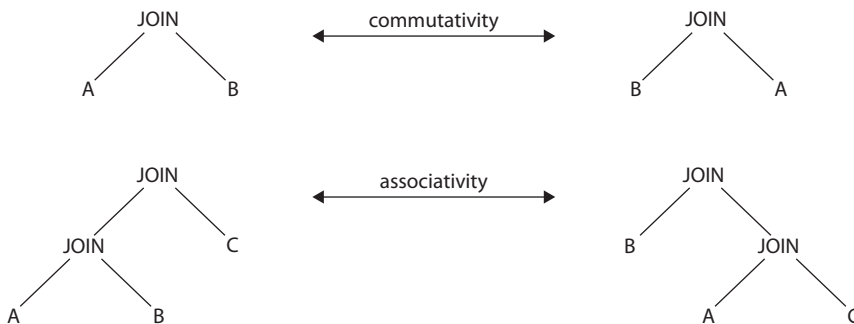 JOIN commutativity JOIN
A B B A
JOIN associativity JOIN
JOIN C B JOIN
A B A C